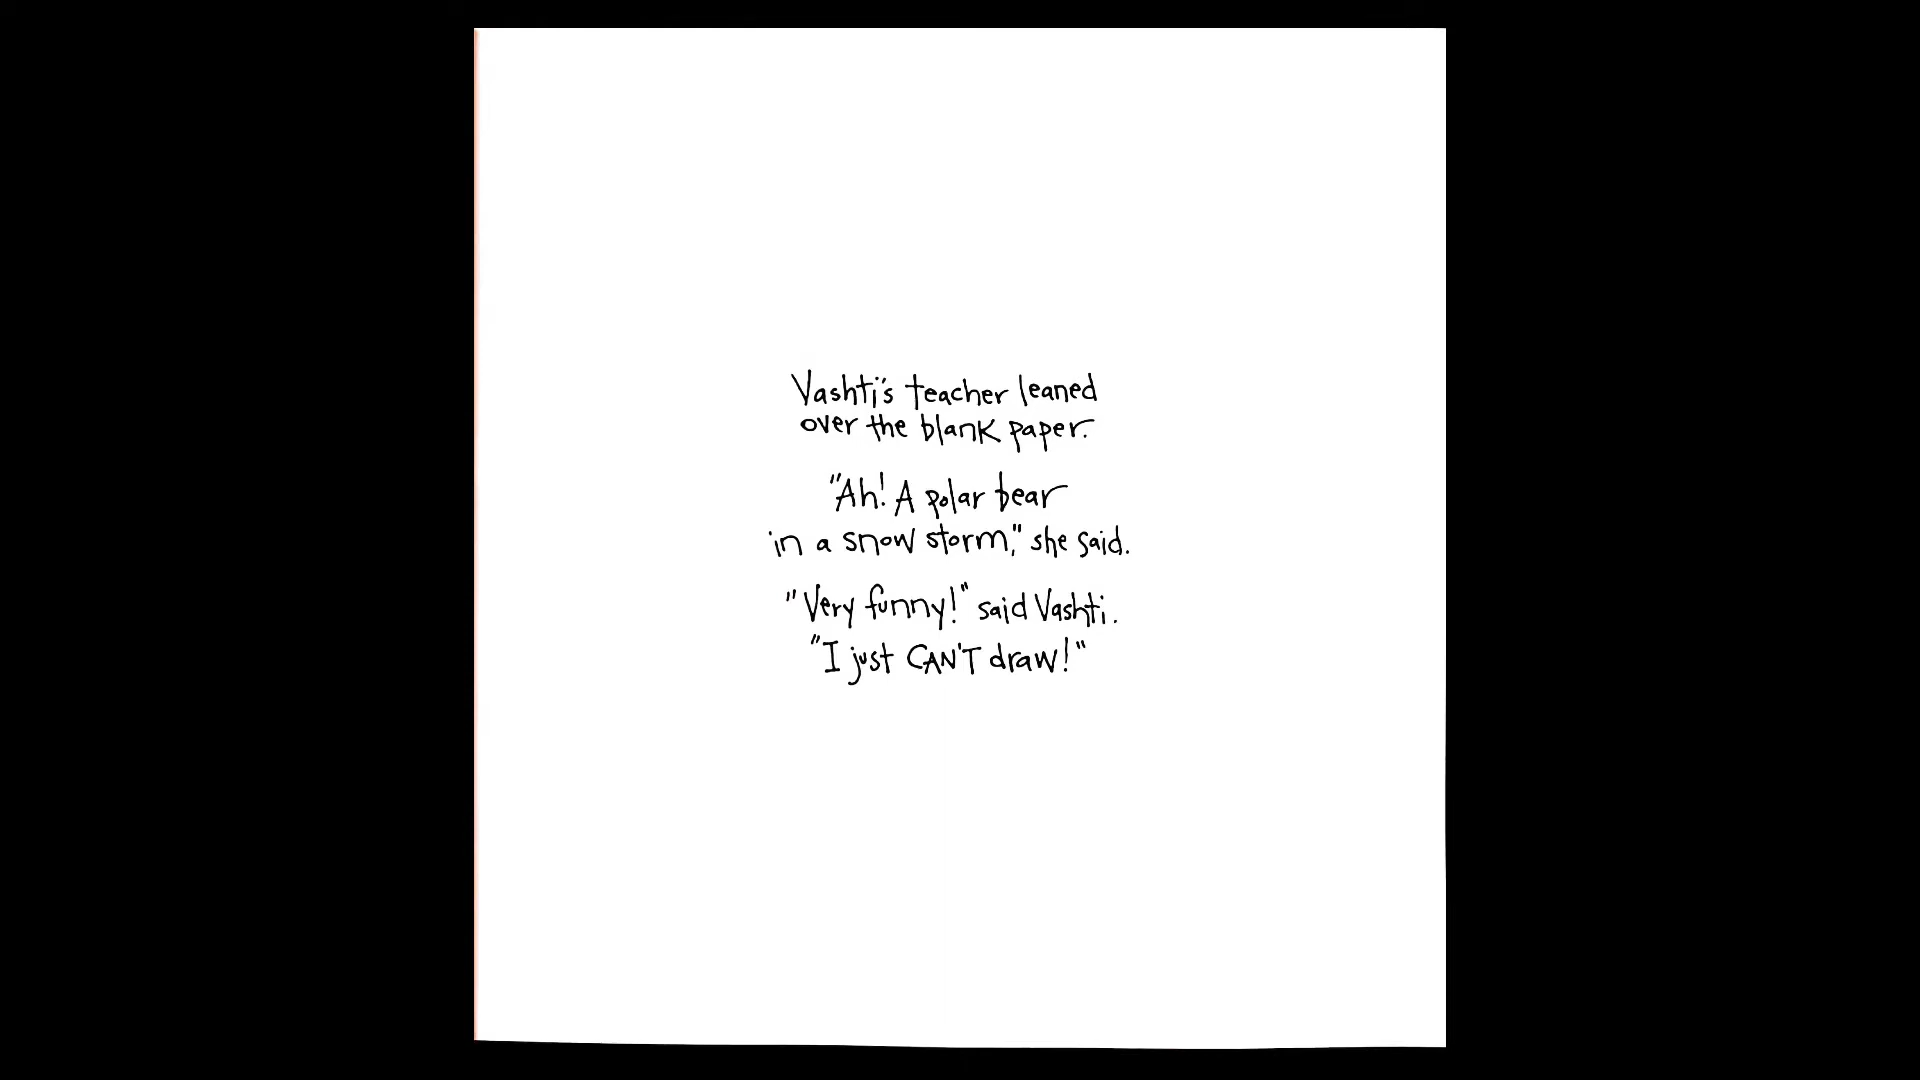 Vashti's teacher leaned
over the blank paper.
"Ah! A polar bear
in a snow storm," she said.
"Very funny!" said Vashti.
"I just CAN'T draw!"